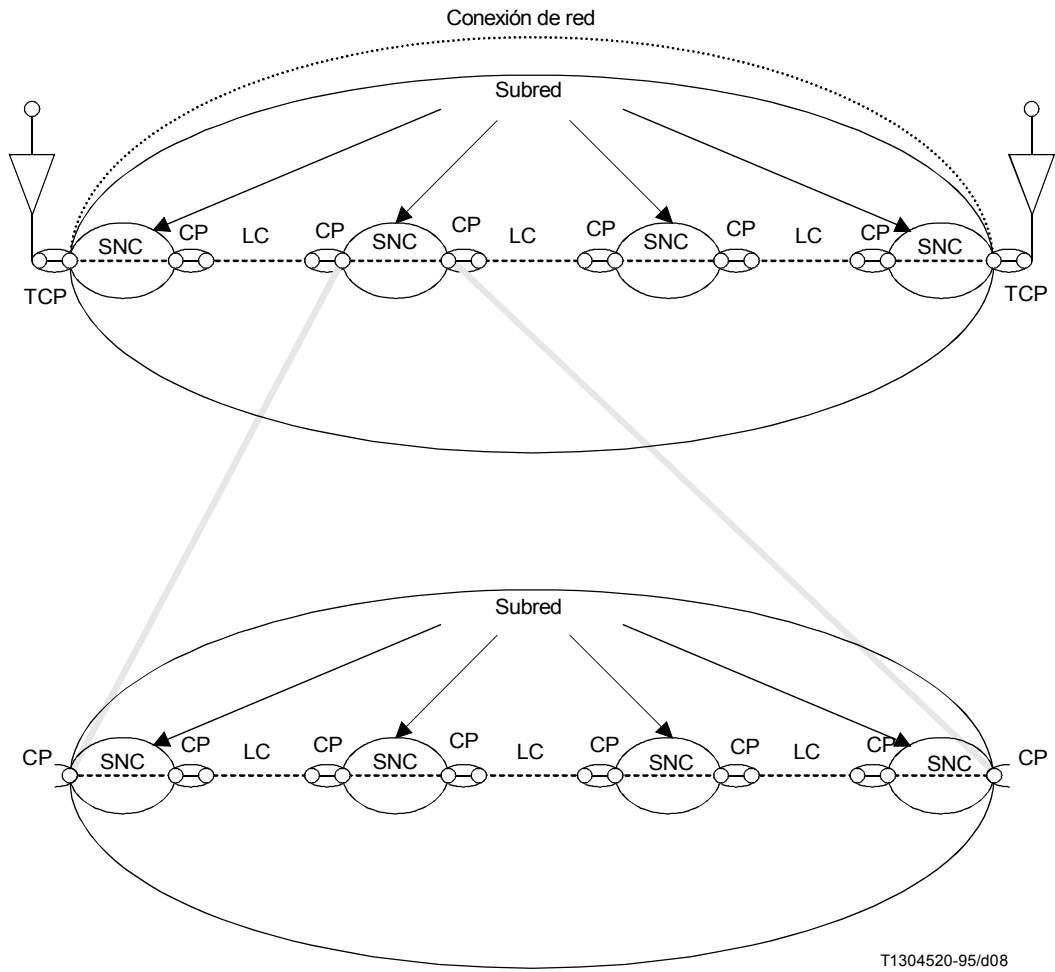 Conexión de red
Subred
SNC CP LC CP SNC CP LC CP SNC CP LC CP SNC
TCP TCP
Subred
CP SNC CP LC CP SNC CP LC CP SNC CP LC CP SNC CP
T1304520-95/d08